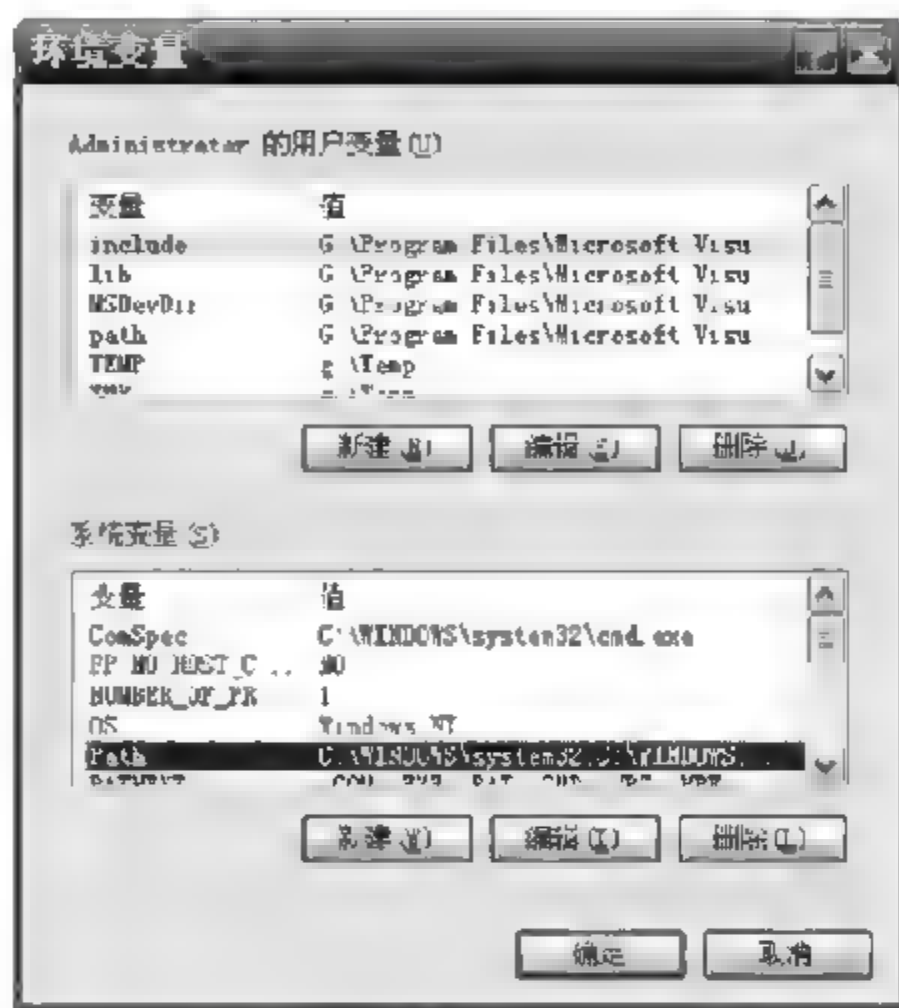 环境变量
Administrator 的用户变量(U)
变量 值
include G:\Program Files\Microsoft Visu
lib G:\Program Files\Microsoft Visu
MSDevDir G:\Program Files\Microsoft Visu
path G:\Program Files\Microsoft Visu
TEMP g:\Temp
新建(N) 编辑(E) 删除
系统变量(S)
变量 值
ComSpec C:\WINDOWS\system32\cmd.exe
FP_NO_HOST_C... NO
NUMBER_OF_PR 1
OS Windows_NT
Path C:\WINDOWS\system32;C:\WINDOWS...
新建(W) 编辑(I) 删除(L)
确定 取消